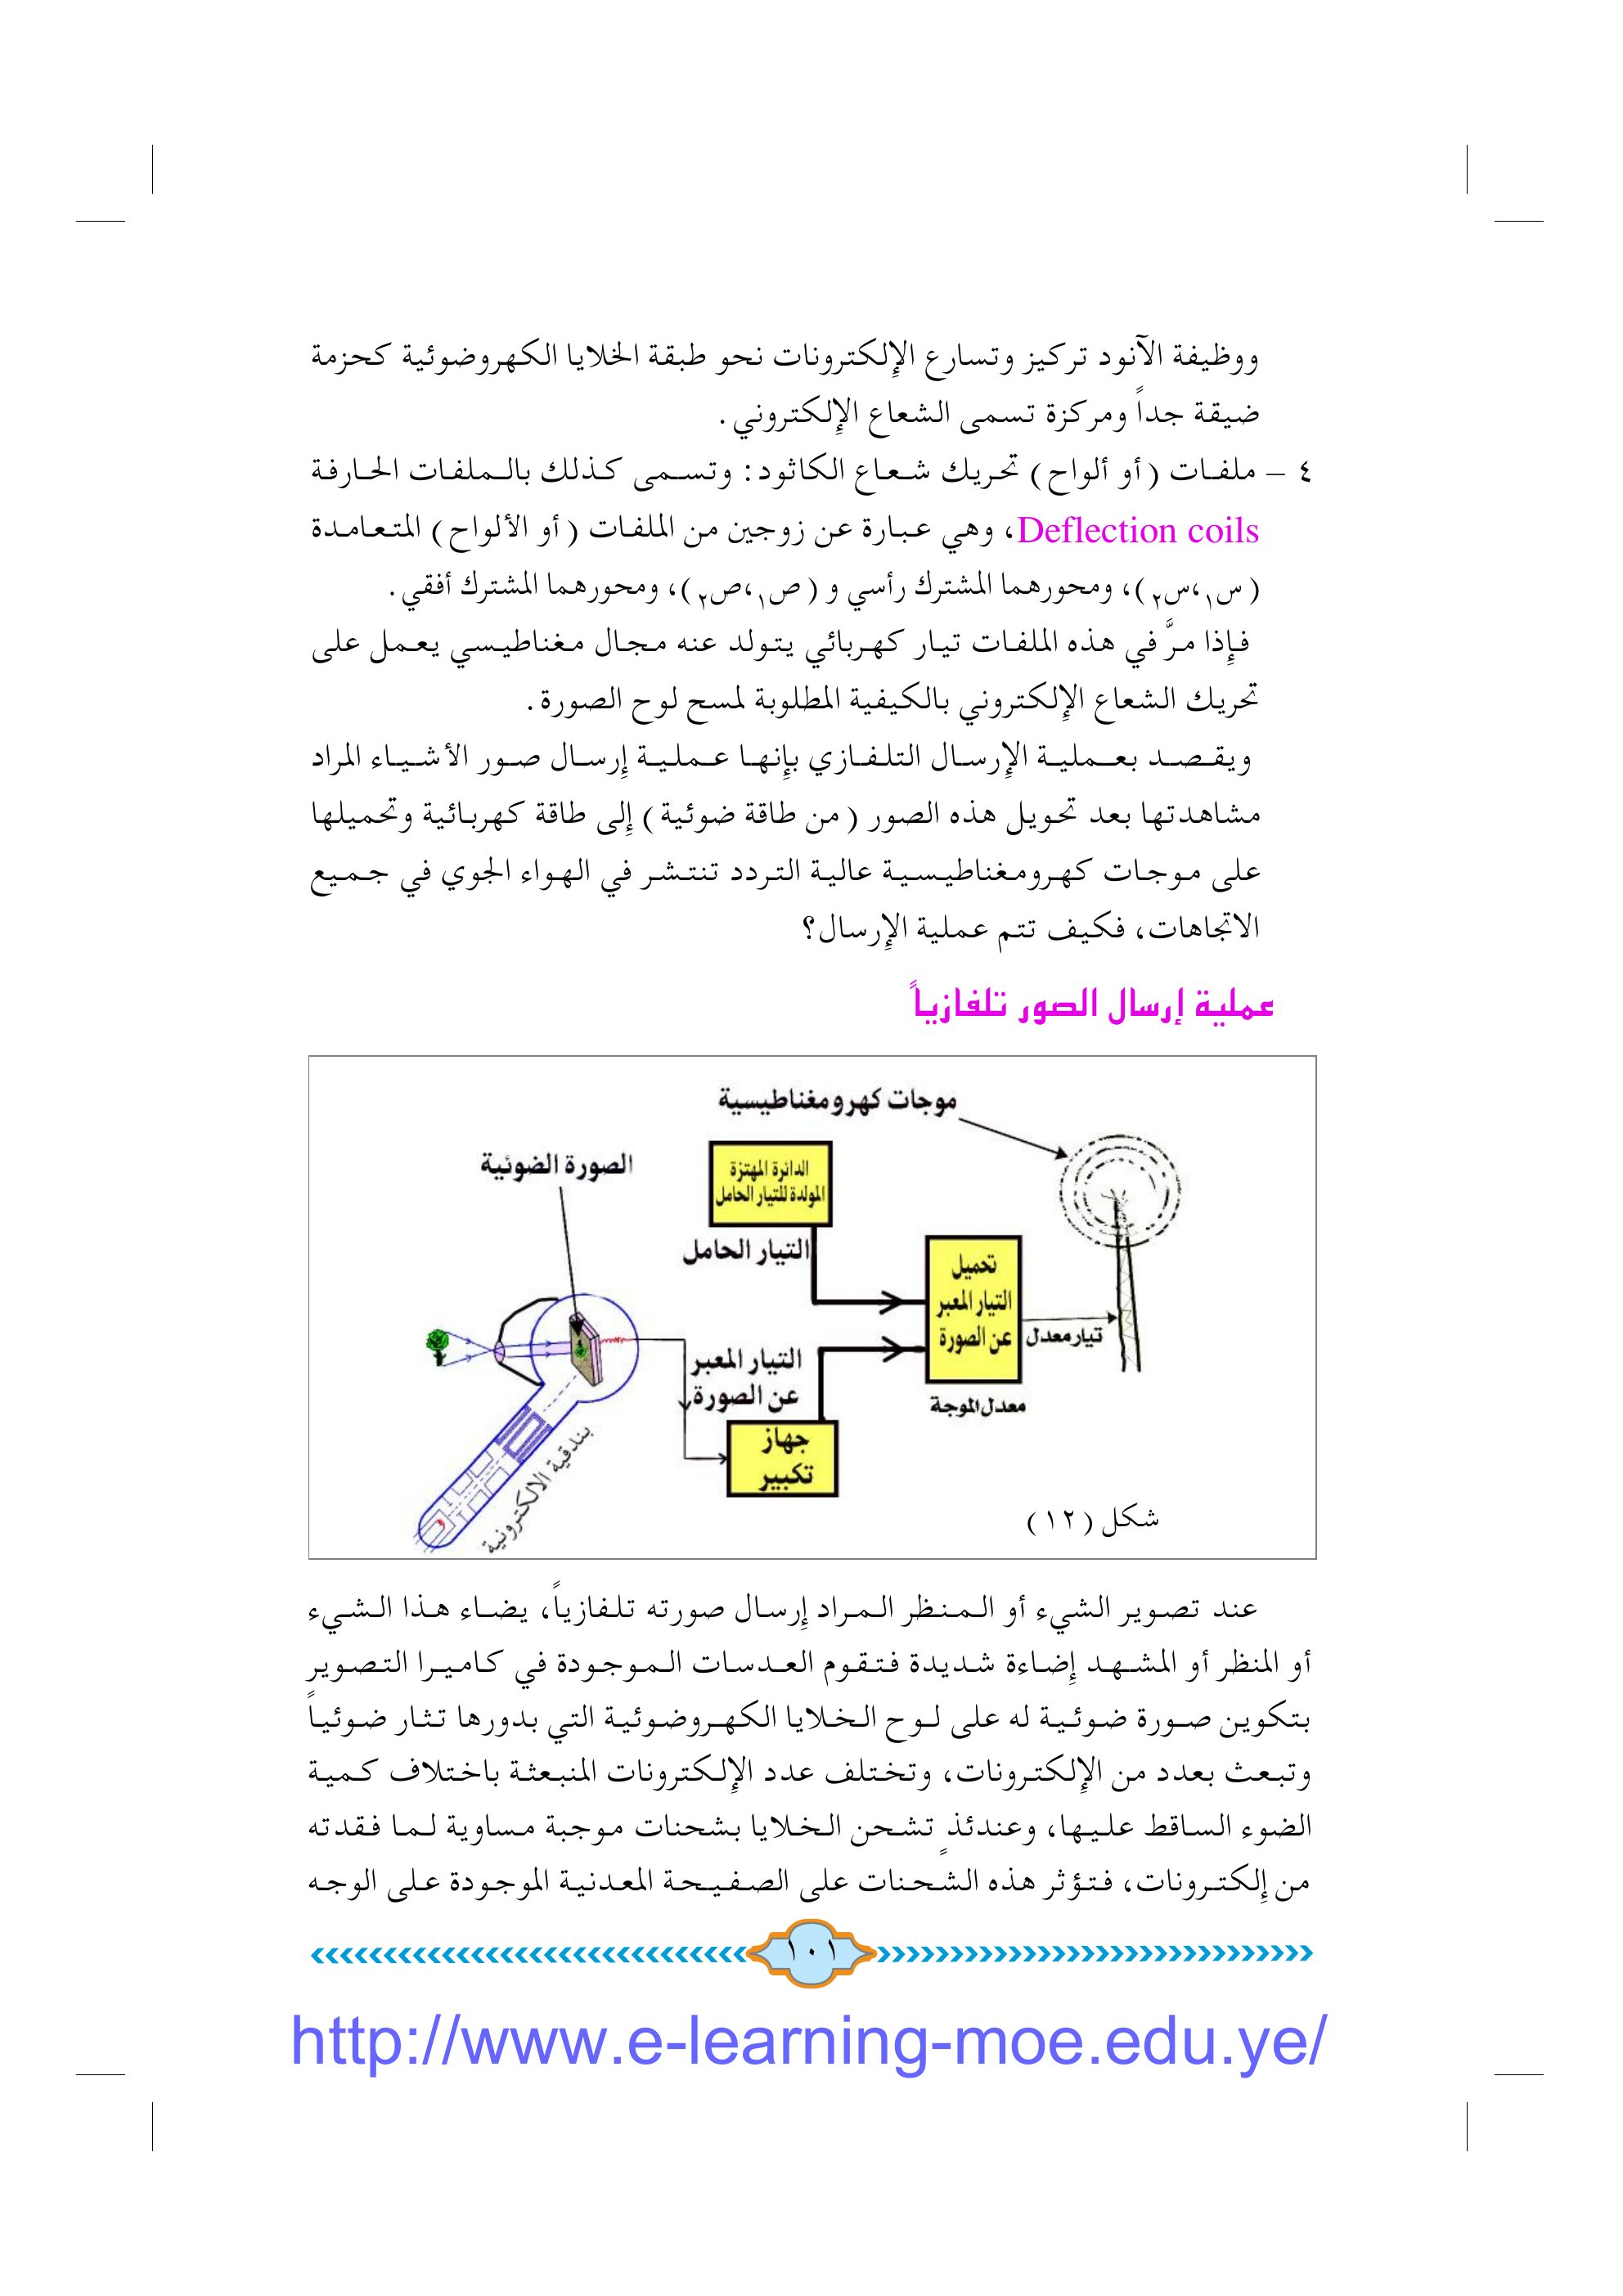 ووظيفة الآنود تركيز وتسارع الإلكترونات نحو طبقة الخلايا الكهروضوئية كحزمة
ضيقة جداً ومركزة تسمى الشعاع الإلكتروني.
٤ – ملفات (أو ألواح) تحريك شعاع الكاثود: وتسمى كذلك بالملفات الحارفة
Deflection coils، وهي عبارة عن زوجين من الملفات (أو الألواح) المتعامدة
(س١،س٢)، ومحورهما المشترك رأسي و (ص١،ص٢)، ومحورهما المشترك أفقي.
فإذا مرَّ في هذه الملفات تيار كهربائي يتولد عنه مجال مغناطيسي يعمل على
تحريك الشعاع الإلكتروني بالكيفية المطلوبة لمسح لوح الصورة.
ويقصد بعملية الإرسال التلفازي بإنها عملية إرسال صور الأشياء المراد
مشاهدتها بعد تحويل هذه الصور (من طاقة ضوئية) إلى طاقة كهربائية وتحميلها
على موجات كهرومغناطيسية عالية التردد تنتشر في الهواء الجوي في جميع
الاتجاهات، فكيف تتم عملية الإرسال؟
عملية إرسال الصور تلفازياً
موجات كهرومغناطيسية
الصورة الضوئية
الدائرة المهتزة
المولدة للتيار الحامل
التيار الحامل
تحميل
التيار المعبر
عن الصورة
تيار معدل
معدل الموجة
التيار المعبر
عن الصورة
جهاز
تكبير
بندقية الالكترونية
شكل (١٢)
عند تصوير الشيء أو المنظر المراد إرسال صورته تلفازياً، يضاء هذا الشيء
أو المنظر أو المشهد إضاءة شديدة فتقوم العدسات الموجودة في كاميرا التصوير
بتكوين صورة ضوئية له على لوح الخلايا الكهروضوئية التي بدورها تثار ضوئياً
وتبعث بعدد من الإلكترونات، وتختلف عدد الإلكترونات المنبعثة باختلاف كمية
الضوء الساقط عليها، وعندئذٍ تشحن الخلايا بشحنات موجبة مساوية لما فقدته
من إلكترونات، فتؤثر هذه الشحنات على الصفيحة المعدنية الموجودة على الوجه
١٠١
http://www.e-learning-moe.edu.ye/